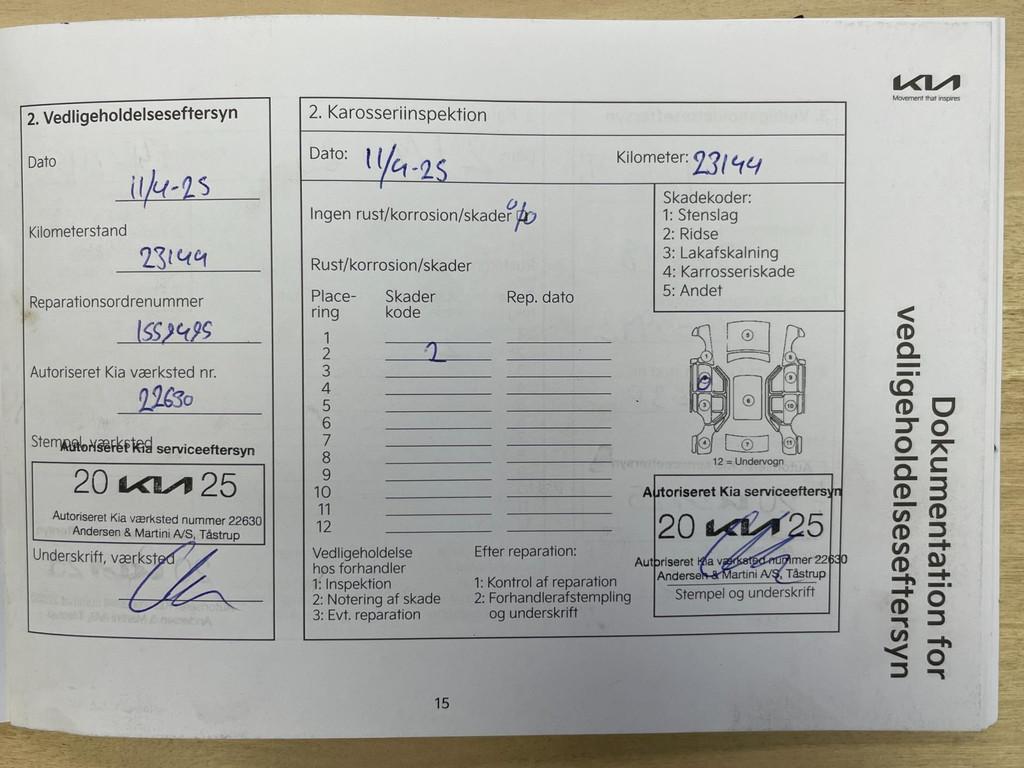 KIA
Movement that inspires
Dokumentation for
vedligeholdelseseftersyn
2. Vedligeholdelseseftersyn
Dato
11/4-25
Kilometerstand
23144
Reparationsordrenummer
Autoriseret Kia værksted nr.
22630
Stempel, værksted
Autoriseret Kia serviceeftersyn
20 KIA 25
Autoriseret Kia værksted nummer 22630
Andersen & Martini A/S, Tåstrup
Underskrift, værksted
2. Karosseriinspektion
Dato: 11/4-25 Kilometer: 23144
Ingen rust/korrosion/skader %
Rust/korrosion/skader
Skadekoder:
1: Stenslag
2: Ridse
3: Lakafskalning
4: Karrosseriskade
5: Andet
Place- Skader Rep. dato
ring kode
1
2 2
3
4
5
6
7
8
9
10
11
12
12 = Undervogn
Vedligeholdelse
hos forhandler
1: Inspektion
2: Notering af skade
3: Evt. reparation
Efter reparation:
1: Kontrol af reparation
2: Forhandlerafstempling
og underskrift
Autoriseret Kia serviceeftersyn
20 KIA 25
Autoriseret Kia værksted nummer 22630
Andersen & Martini A/S, Tåstrup
Stempel og underskrift
15